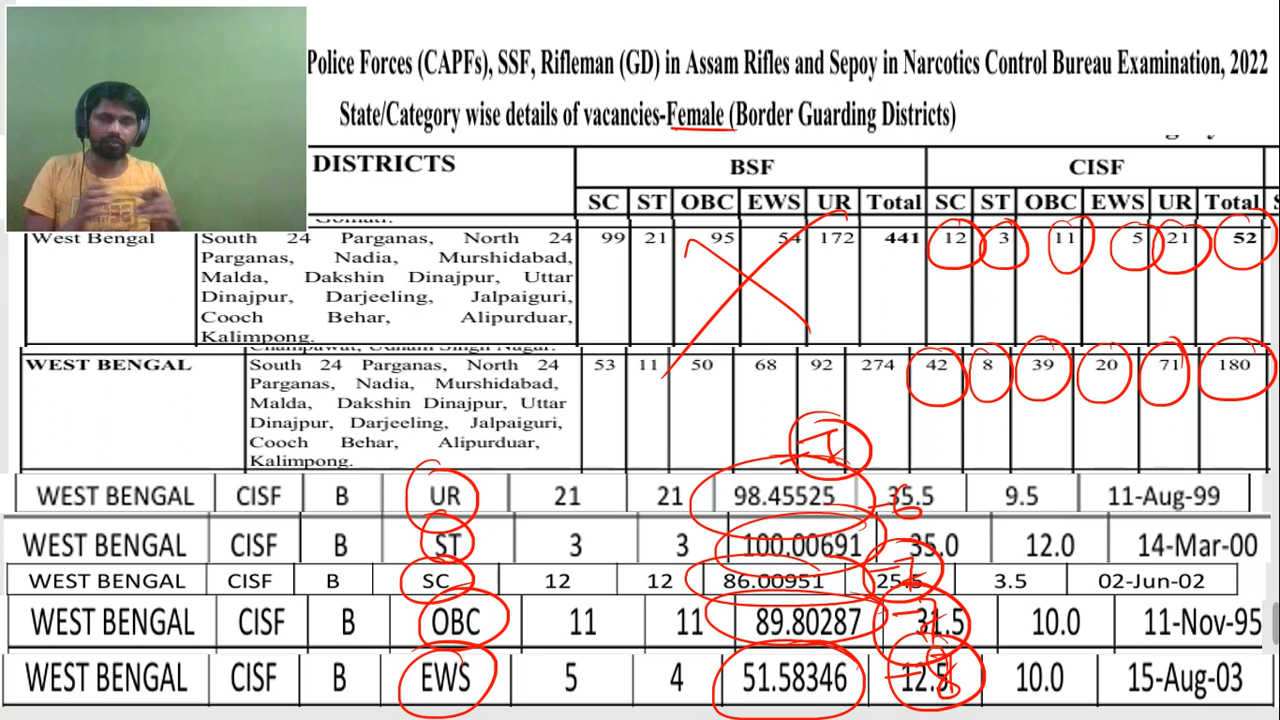 Police Forces (CAPFs), SSF, Rifleman (GD) in Assam Rifles and Sepoy in Narcotics Control Bureau Examination, 2022
State/Category wise details of vacancies-Female (Border Guarding Districts)
DISTRICTS BSF CISF
SC ST OBC EWS UR Total SC ST OBC EWS UR Total
West Bengal South 24 Parganas, North 24 99 21 95 54 172 441 12 3 11 5 21 52
Parganas, Nadia, Murshidabad,
Malda, Dakshin Dinajpur, Uttar
Dinajpur, Darjeeling, Jalpaiguri,
Cooch Behar, Alipurduar,
Kalimpong.
WEST BENGAL South 24 Parganas, North 24 53 11 50 68 92 274 42 8 39 20 71 180
Parganas, Nadia, Murshidabad,
Malda, Dakshin Dinajpur, Uttar
Dinajpur, Darjeeling, Jalpaiguri,
Cooch Behar, Alipurduar,
Kalimpong.
WEST BENGAL CISF B UR 21 21 98.45525 35.5 9.5 11-Aug-99
WEST BENGAL CISF B ST 3 3 100.00691 35.0 12.0 14-Mar-00
WEST BENGAL CISF B SC 12 12 86.00951 25.5 3.5 02-Jun-02
WEST BENGAL CISF B OBC 11 11 89.80287 31.5 10.0 11-Nov-95
WEST BENGAL CISF B EWS 5 4 51.58346 12.5 10.0 15-Aug-03